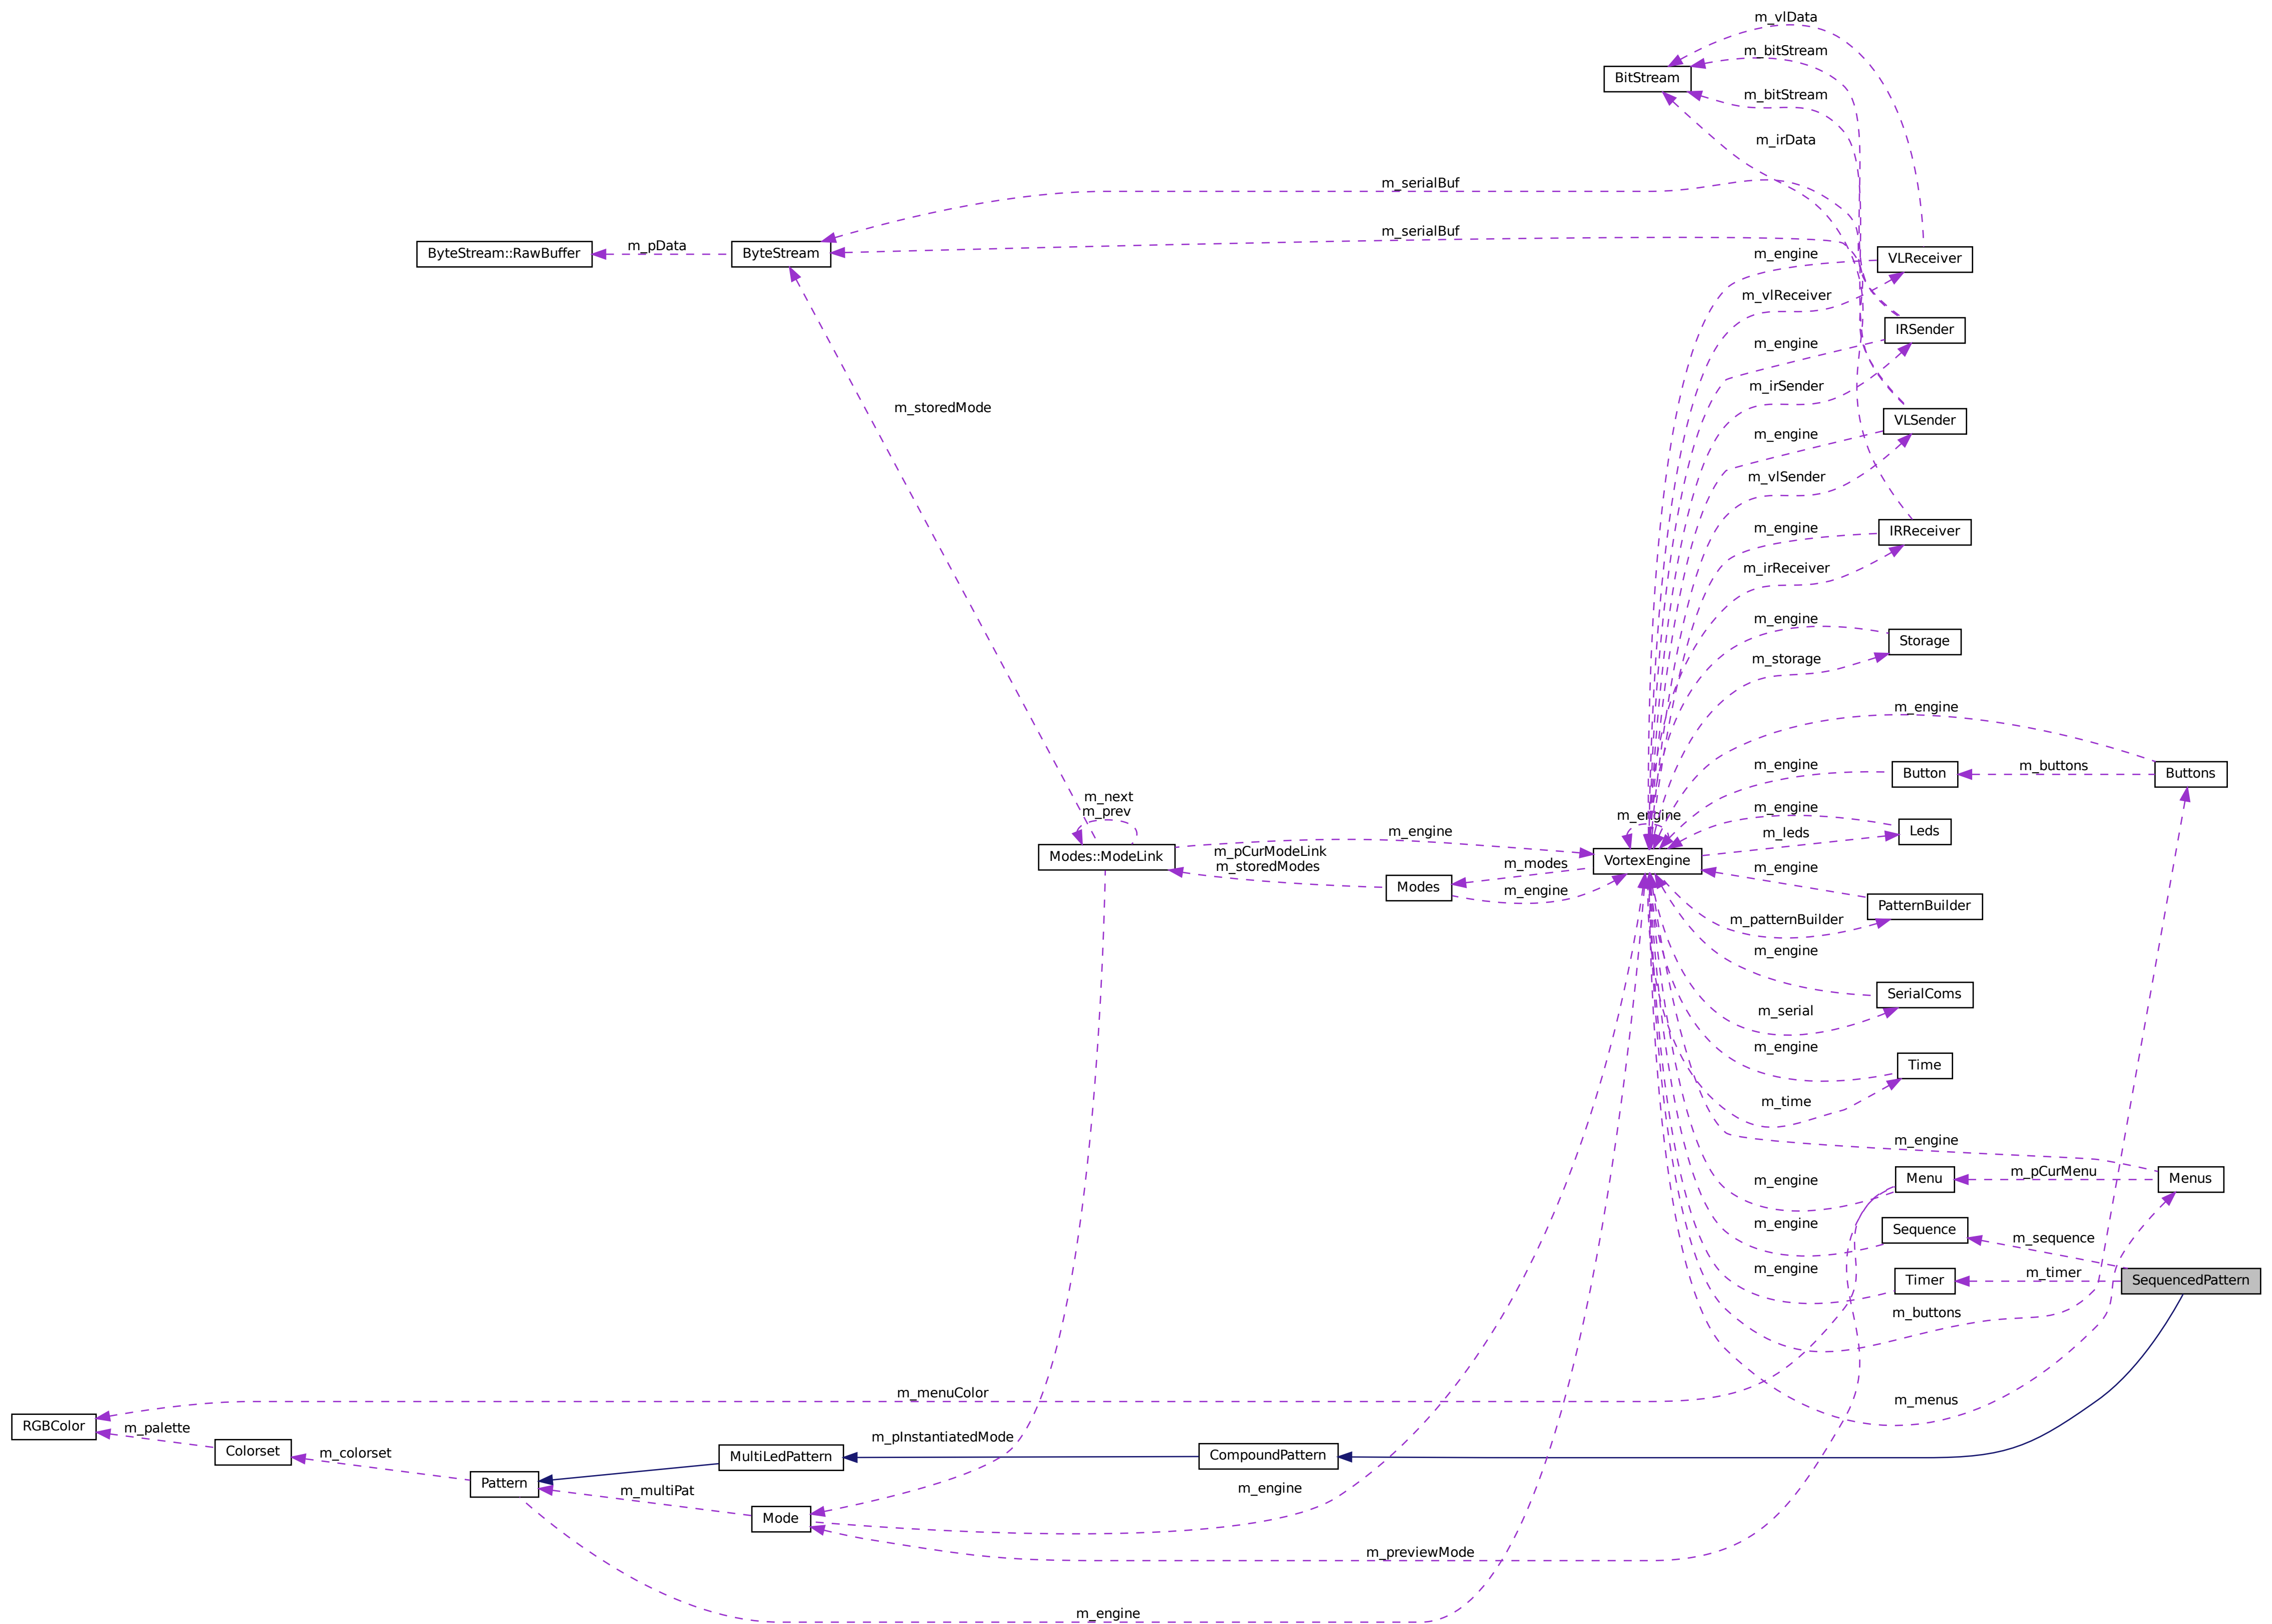 m_vlData
m_bitStream
BitStream
m_bitStream
m_irData
m_serialBuf
m_serialBuf
ByteStream::RawBuffer
m_pData
ByteStream
m_engine
VLReceiver
m_vlReceiver
IRSender
m_engine
m_irSender
m_storedMode
VLSender
m_engine
m_vlSender
m_engine
IRReceiver
m_irReceiver
m_engine
Storage
m_storage
m_engine
m_engine
Button
m_buttons
Buttons
m_next
m_prev
m_engine
m_engine
m_engine
m_leds
Leds
Modes::ModeLink
m_pCurModeLink
m_storedModes
VortexEngine
m_modes
m_engine
Modes
m_engine
PatternBuilder
m_patternBuilder
m_engine
SerialComs
m_serial
m_engine
Time
m_time
m_engine
Menu
m_pCurMenu
Menus
m_engine
m_engine
Sequence
m_sequence
m_engine
Timer
m_timer
SequencedPattern
m_buttons
m_menuColor
m_menus
RGBColor
m_palette
Colorset
m_colorset
m_pInstantiatedMode
MultiLedPattern
CompoundPattern
Pattern
m_multiPat
m_engine
Mode
m_previewMode
m_engine